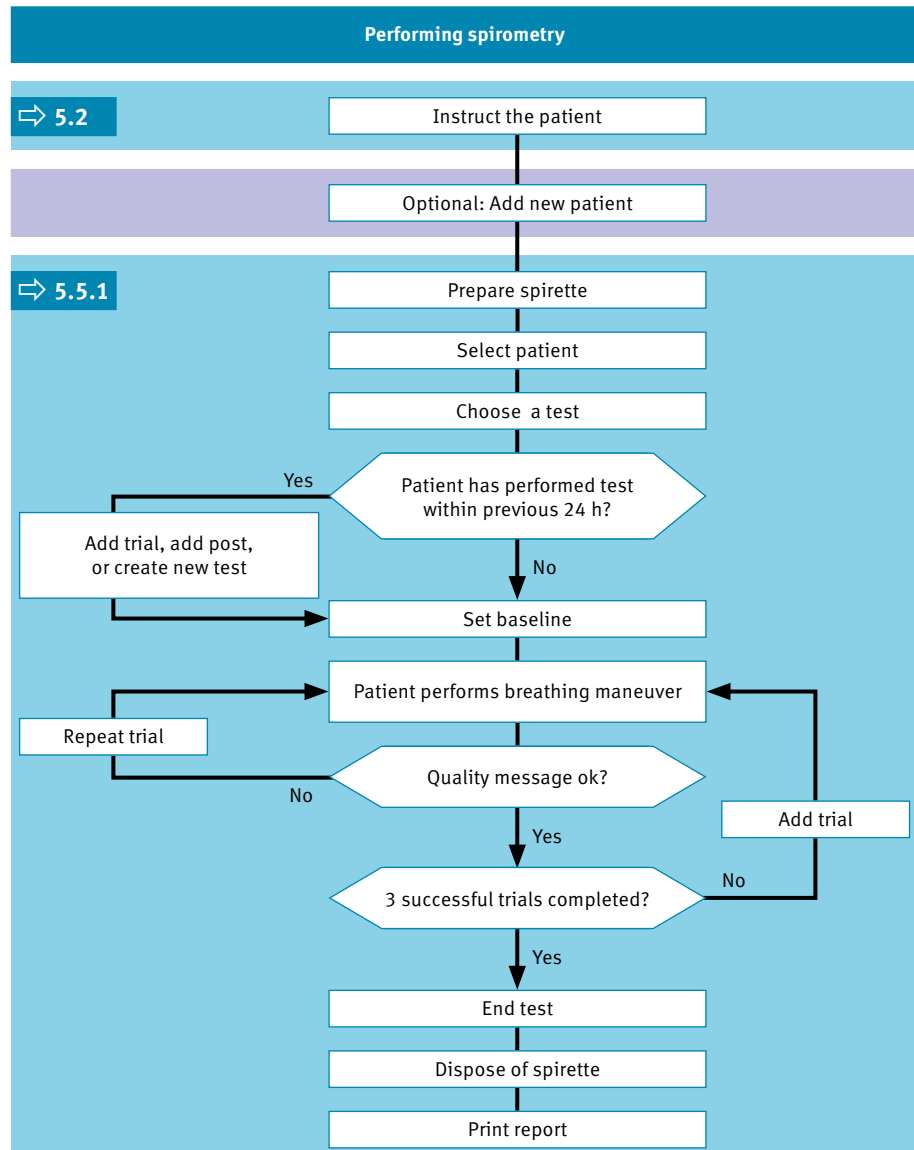 Performing spirometry
⇨ 5.2
Instruct the patient
Optional: Add new patient
⇨ 5.5.1
Prepare spirette
Select patient
Choose a test
Yes
Patient has performed test
within previous 24 h?
Add trial, add post,
or create new test
No
Set baseline
Patient performs breathing maneuver
Repeat trial
No
Quality message ok?
Add trial
Yes
3 successful trials completed?
No
Yes
End test
Dispose of spirette
Print report